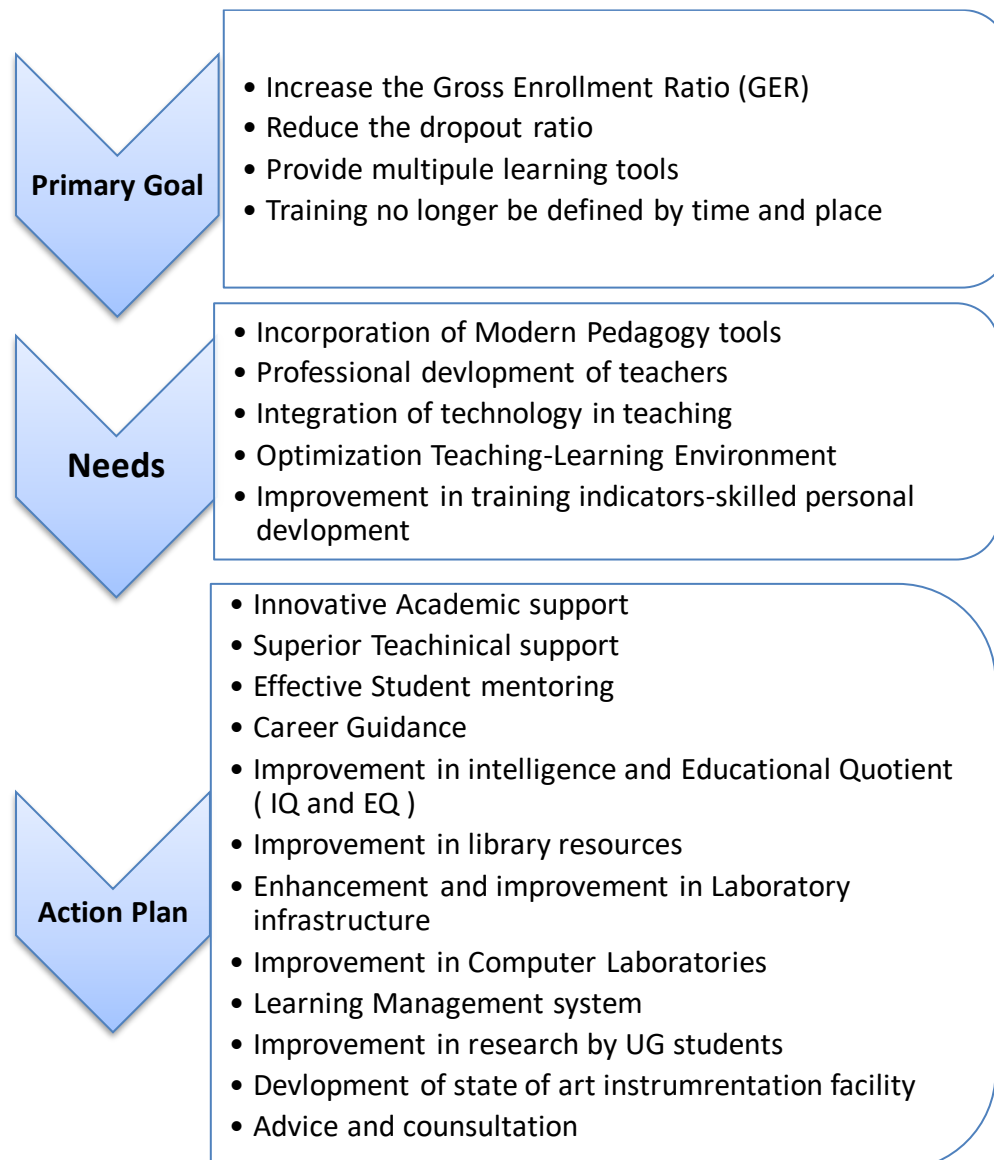 Primary Goal
• Increase the Gross Enrollment Ratio (GER)
• Reduce the dropout ratio
• Provide multipule learning tools
• Training no longer be defined by time and place
Needs
• Incorporation of Modern Pedagogy tools
• Professional devlopment of teachers
• Integration of technology in teaching
• Optimization Teaching-Learning Environment
• Improvement in training indicators-skilled personal
devlopment
Action Plan
• Innovative Academic support
• Superior Teachinical support
• Effective Student mentoring
• Career Guidance
• Improvement in intelligence and Educational Quotient
( IQ and EQ )
• Improvement in library resources
• Enhancement and improvement in Laboratory
infrastructure
• Improvement in Computer Laboratories
• Learning Management system
• Improvement in research by UG students
• Devlopment of state of art instrumrentation facility
• Advice and counsultation